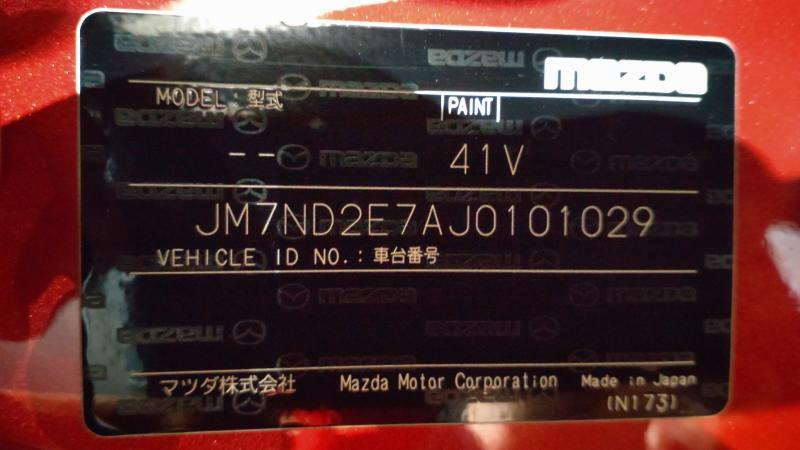 mazda
MODEL : 型式
PAINT
-- 41V
JM7ND2E7AJ0101029
VEHICLE ID NO. : 車台番号
マツダ株式会社 Mazda Motor Corporation Made in Japan
(N173)